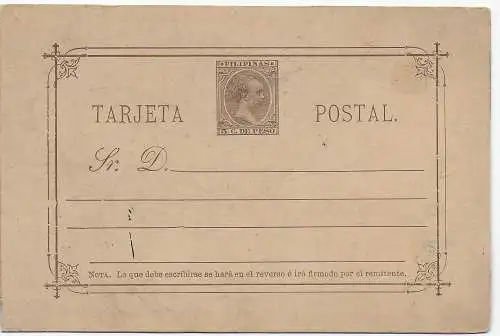 FILIPINAS
TARJETA POSTAL.
C. DE PESO
Sr. D.
NOTA. Lo que debe escribirse se hará en el reverso é irá firmado por el remitente.